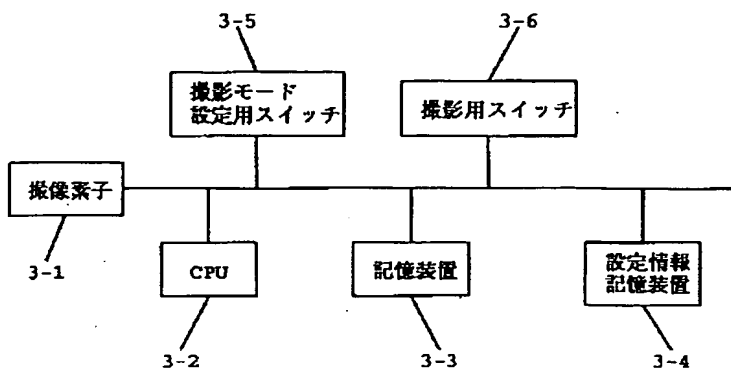 3-5
3-6
撮影モード
設定用スイッチ
撮影用スイッチ
撮像素子
3-1
CPU
記憶装置
設定情報
記憶装置
3-2
3-3
3-4